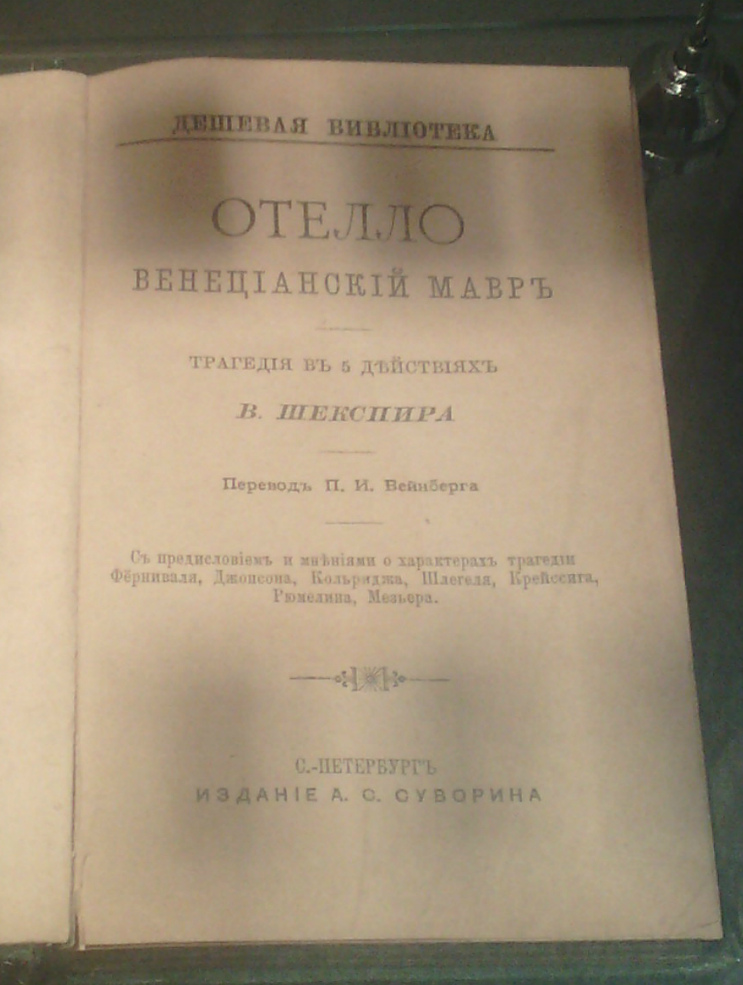 ДЕШЕВАЯ БИБЛІОТЕКА
ОТЕЛЛО
ВЕНЕЦІАНСКІЙ МАВРЪ
ТРАГЕДІЯ ВЪ 5 ДѢЙСТВІЯХЪ
В. ШЕКСПИРА
Переводъ П. И. Вейнберга
Съ предисловіемъ и мнѣніями о характерахъ трагедіи
Фёрниваля, Джонсона, Кольриджа, Шлегеля, Крейссига,
Рюмелина, Мезьера.
С.-ПЕТЕРБУРГЪ
ИЗДАНІЕ А. С. СУВОРИНА